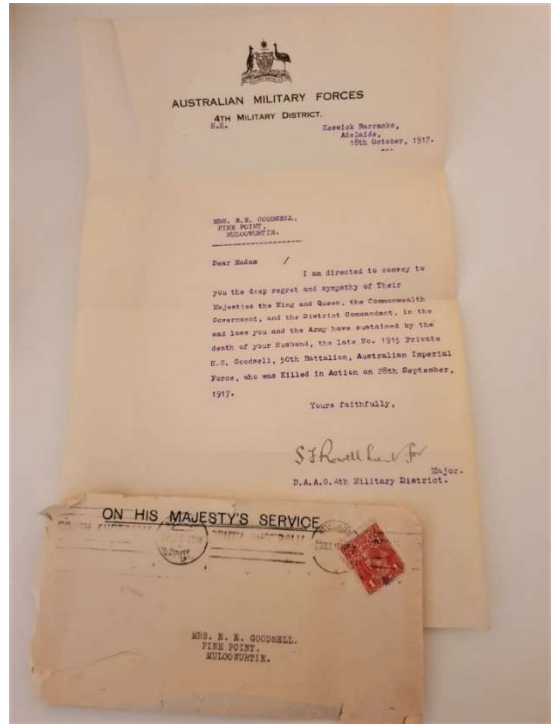 AUSTRALIAN MILITARY FORCES
4TH MILITARY DISTRICT.
Keswick Barracks,
Adelaide,
18th October, 1917.
MRS. E.E. GOODSELL,
PINE POINT,
MULOOWURTIE.
Dear Madam /
I am directed to convey to
you the deep regret and sympathy of Their
Majesties the King and Queen, the Commonwealth
Government, and the District Commandant, in the
sad loss you and the Army have sustained by the
death of your Husband, the late No. 1915 Private
H.C. Goodsell, 50th Battalion, Australian Imperial
Force, who was Killed in Action on 28th September,
1917.
Yours faithfully,
for
Major.
D.A.A.G. 4th Military District.
ON HIS MAJESTY'S SERVICE
SOUTH AUSTRALIA
SOUTH AUSTRALIA
MRS. E. E. GOODSELL.
PINE POINT.
MULOOWURTIE.